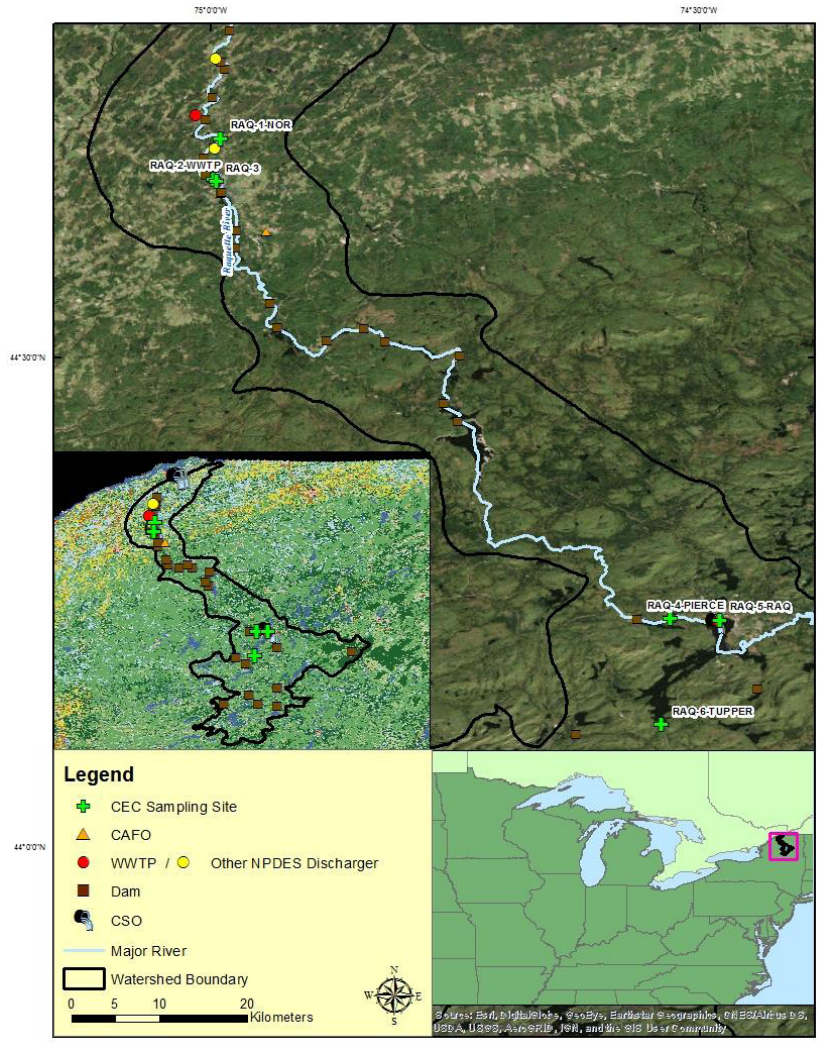 75°0'0"W
74°30'0"W
RAQ-1-NOR
RAQ-2-WWTP
RAQ-3
Raquette River
44°30'0"N
RAQ-4-PIERCE
RAQ-5-RAQ
RAQ-6-TUPPER
Legend
CEC Sampling Site
CAFO
WWTP / Other NPDES Discharger
Dam
CSO
Major River
Watershed Boundary
0 5 10 20
Kilometers
N
W E
S
44°0'0"N
Source: Esri, DigitalGlobe, GeoEye, Earthstar Geographics, CNES/Airbus DS,
USDA, USGS, AeroGRID, IGN, and the GIS User Community